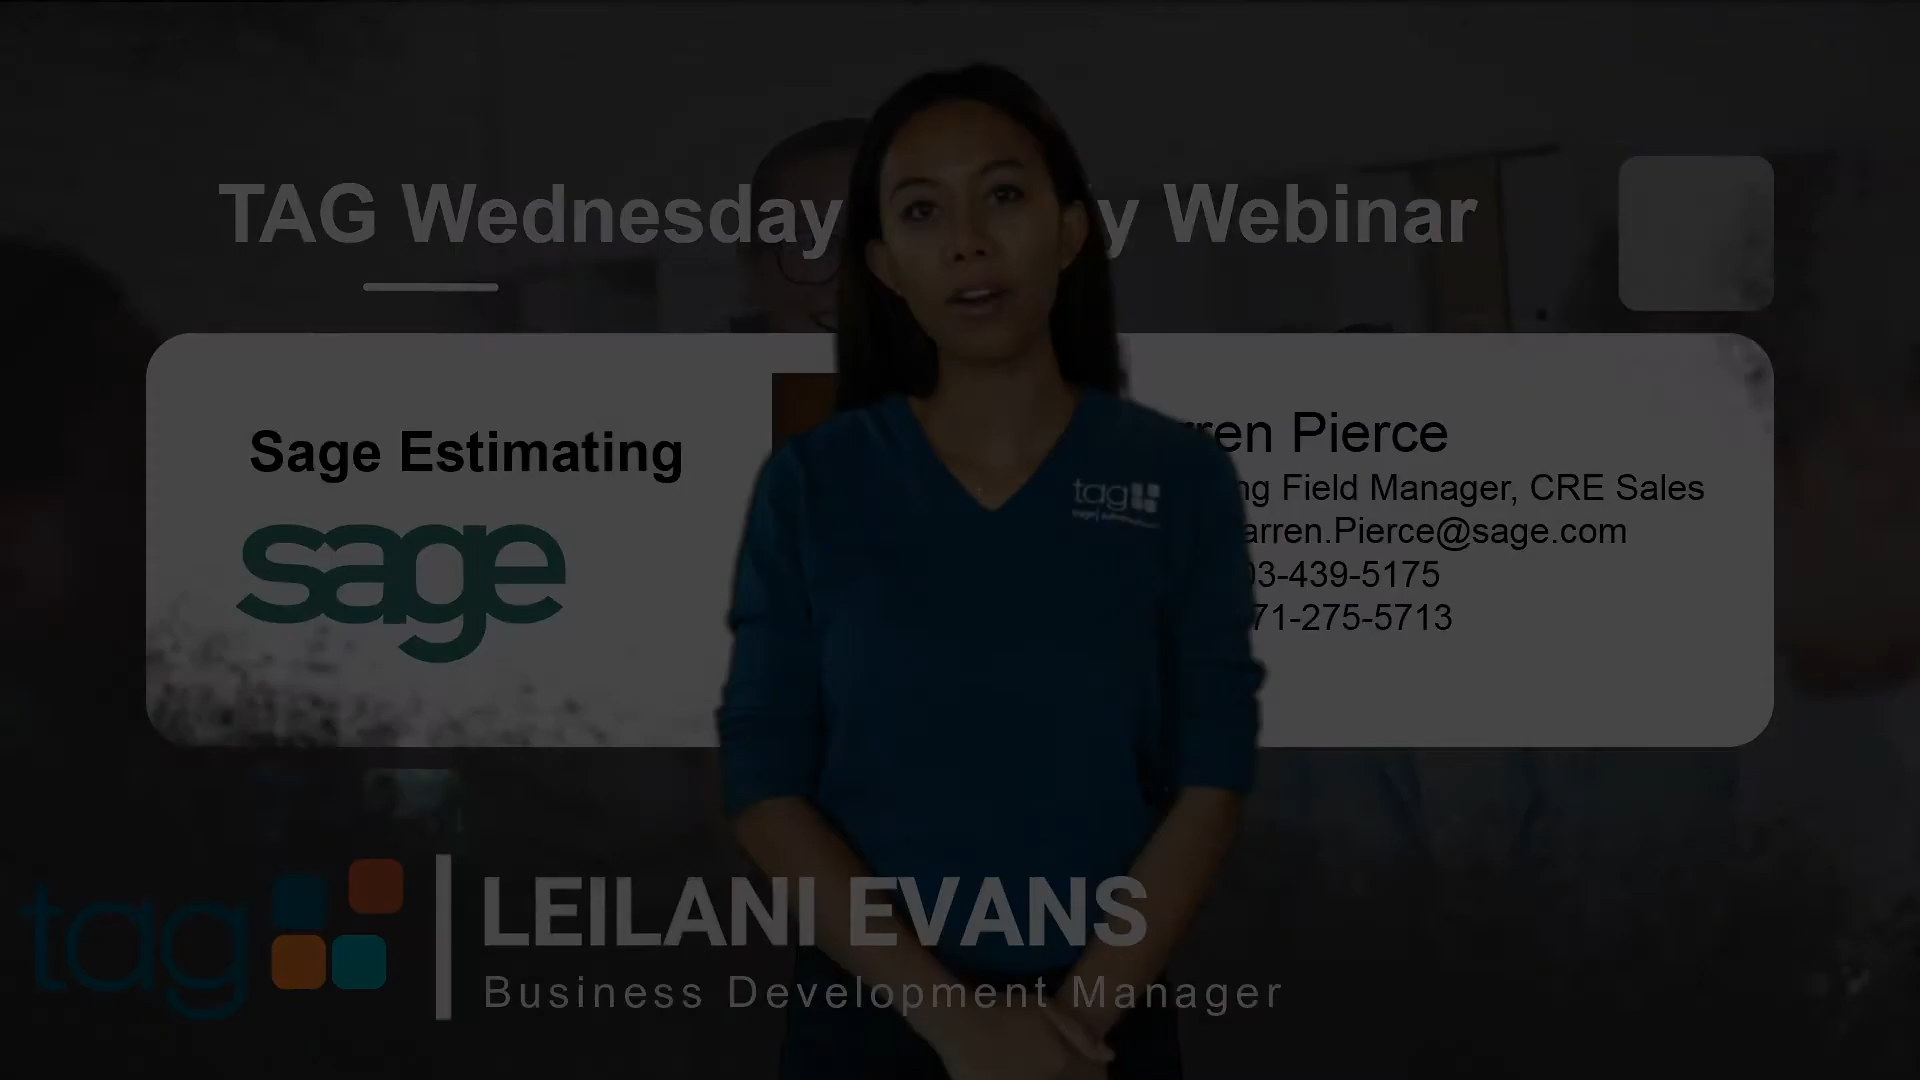 TAG Wednesday y Webinar
Sage Estimating
sage
rren Pierce
ng Field Manager, CRE Sales
arren.Pierce@sage.com
03-439-5175
71-275-5713
tag
tag
LEILANI EVANS
Business Development Manager